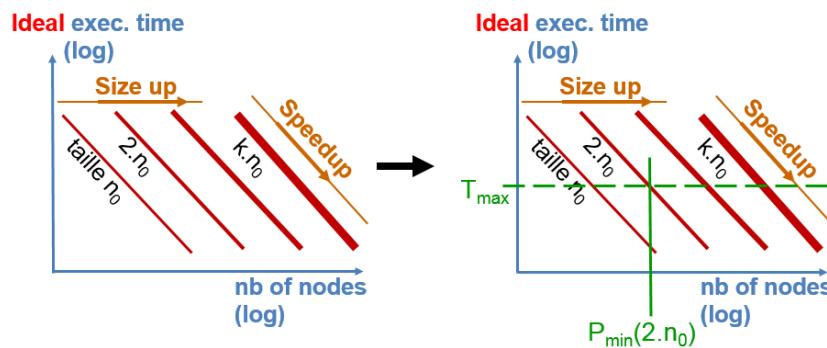 Ideal exec. time
(log)
Size up
Speedup
taille n0
2.n0
k.n0
nb of nodes
(log)
Ideal exec. time
(log)
Size up
Speedup
taille n0
2.n0
k.n0
Tmax
nb of nodes
(log)
Pmin(2.n0)